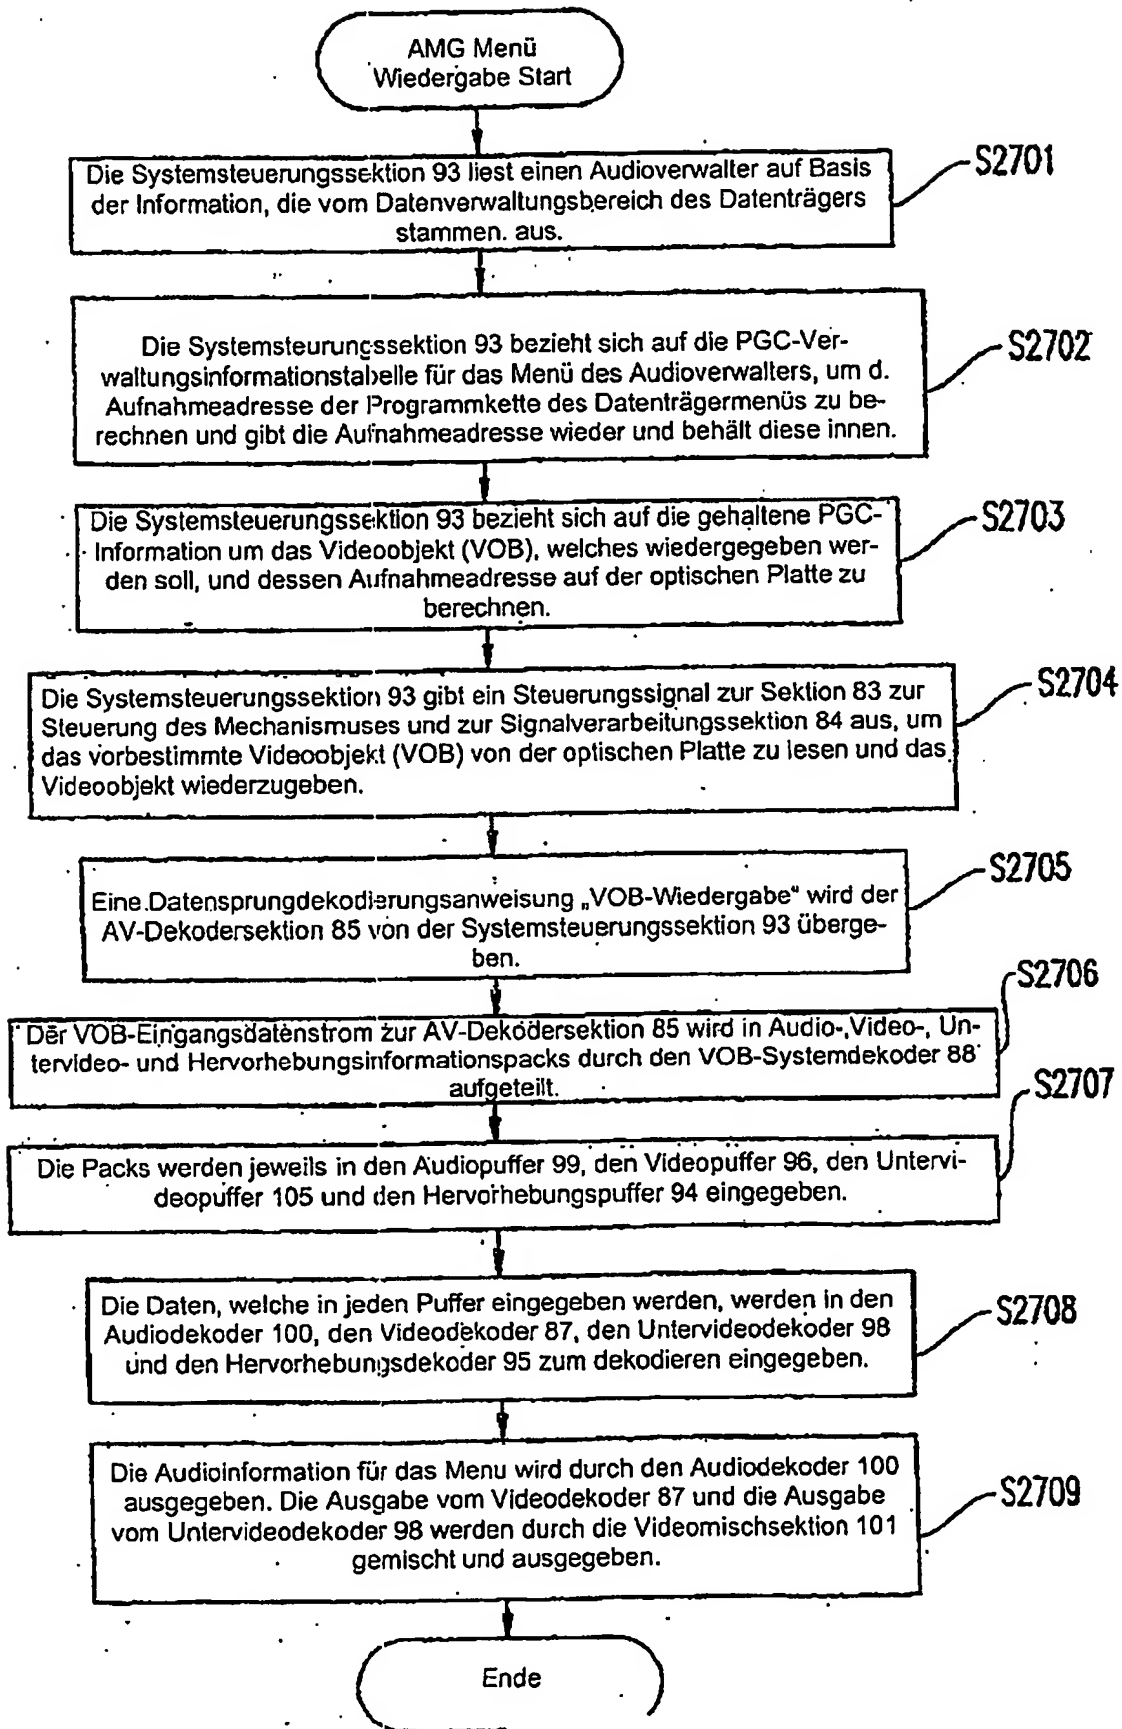 AMG Menü
Wiedergabe Start
Die Systemsteuerungssektion 93 liest einen Audioverwalter auf Basis
der Information, die vom Datenverwaltungsbereich des Datenträgers
stammen. aus.
S2701
Die Systemsteurungssektion 93 bezieht sich auf die PGC-Ver-
waltungsinformationstabelle für das Menü des Audioverwalters, um d.
Aufnahmeadresse der Programmkette des Datenträgermenüs zu be-
rechnen und gibt die Aufnahmeadresse wieder und behält diese innen.
S2702
Die Systemsteuerungssektion 93 bezieht sich auf die gehaltene PGC-
Information um das Videoobjekt (VOB), welches wiedergegeben wer-
den soll, und dessen Aufnahmeadresse auf der optischen Platte zu
berechnen.
S2703
Die Systemsteuerungssektion 93 gibt ein Steuerungssignal zur Sektion 83 zur
Steuerung des Mechanismuses und zur Signalverarbeitungssektion 84 aus, um
das vorbestimmte Videoobjekt (VOB) von der optischen Platte zu lesen und das
Videoobjekt wiederzugeben.
S2704
Eine Datensprungdekodierungsanweisung „VOB-Wiedergabe“ wird der
AV-Dekodersektion 85 von der Systemsteuerungssektion 93 überge-
ben.
S2705
Der VOB-Eingangsdatenstrom zur AV-Dekodersektion 85 wird in Audio-,Video-, Un-
tervideo- und Hervorhebungsinformationspacks durch den VOB-Systemdekoder 88
aufgeteilt.
S2706
Die Packs werden jeweils in den Audiopuffer 99, den Videopuffer 96, den Untervi-
deopuffer 105 und den Hervorhebungspuffer 94 eingegeben.
S2707
Die Daten, welche in jeden Puffer eingegeben werden, werden in den
Audiodekoder 100, den Videodekoder 87, den Untervideodekoder 98
und den Hervorhebungsdekoder 95 zum dekodieren eingegeben.
S2708
Die Audioinformation für das Menu wird durch den Audiodekoder 100
ausgegeben. Die Ausgabe vom Videodekoder 87 und die Ausgabe
vom Untervideodekoder 98 werden durch die Videomischsektion 101
gemischt und ausgegeben.
S2709
Ende